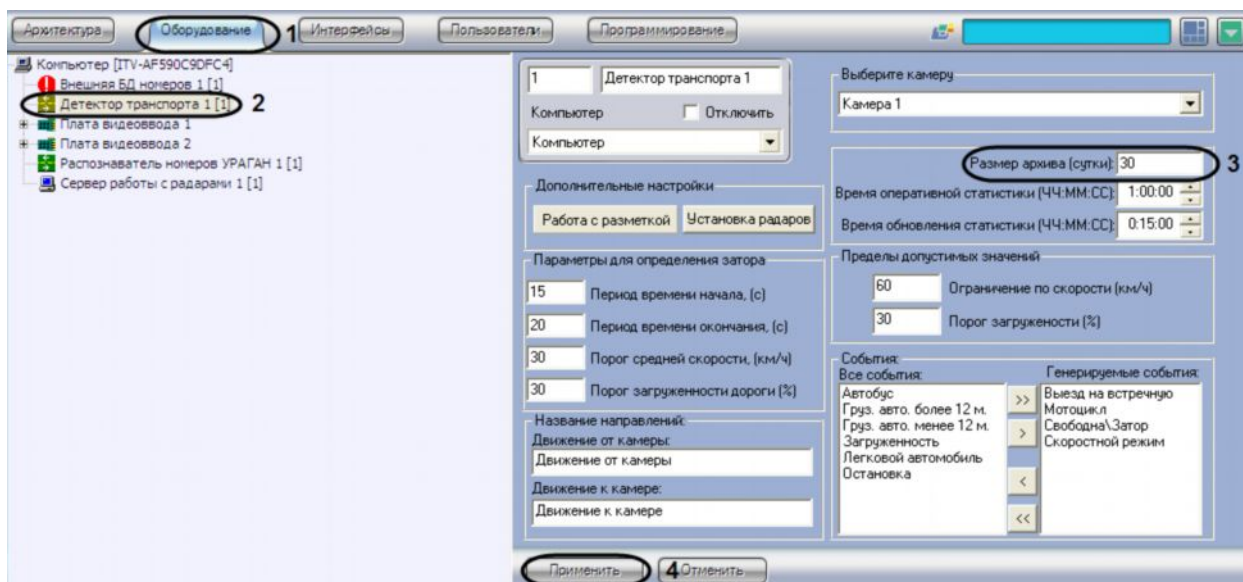 Архитектура Оборудование 1 Интерфейсы Пользователи Программирование
Компьютер [ITV-AF590C9DFC4]
Внешняя БД номеров 1 [1]
Детектор транспорта 1 [1] 2
Плата видеоввода 1
Плата видеоввода 2
Распознаватель номеров УРАГАН 1 [1]
Сервер работы с радарами 1 [1]
1 Детектор транспорта 1
Компьютер Отключить
Компьютер
Дополнительные настройки
Работа с разметкой Установка радаров
Параметры для определения затора
15 Период времени начала, (с)
20 Период времени окончания, (с)
30 Порог средней скорости, (км/ч)
30 Порог загруженности дороги (%)
Название направлений:
Движение от камеры:
Движение от камеры
Движение к камере:
Движение к камере
Выберите камеру
Камера 1
Размер архива (сутки): 30 3
Время оперативной статистики (ЧЧ:ММ:СС): 1:00:00
Время обновления статистики (ЧЧ:ММ:СС): 0:15:00
Пределы допустимых значений
60 Ограничение по скорости (км/ч)
30 Порог загружености (%)
События:
Все события:
Автобус
Груз. авто. более 12 м.
Груз. авто. менее 12 м.
Загруженность
Легковой автомобиль
Остановка
>>
>
<
<<
Генерируемые события:
Выезд на встречную
Мотоцикл
Свободна\Затор
Скоростной режим
Применить 4 Отменить